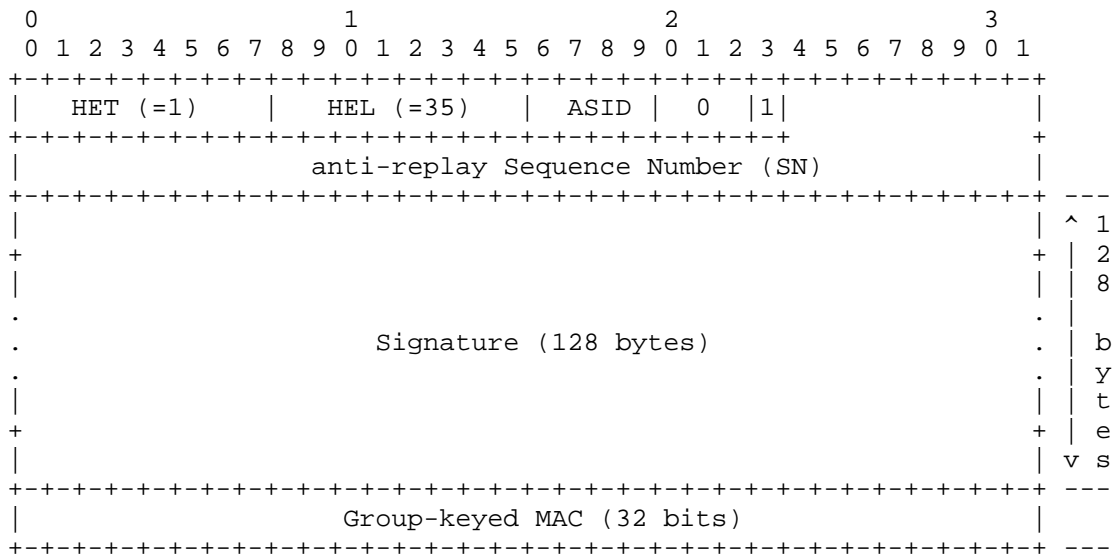 0                   1                   2                   3
 0 1 2 3 4 5 6 7 8 9 0 1 2 3 4 5 6 7 8 9 0 1 2 3 4 5 6 7 8 9 0 1
+-+-+-+-+-+-+-+-+-+-+-+-+-+-+-+-+-+-+-+-+-+-+-+-+-+-+-+-+-+-+-+-+
|   HET (=1)    |   HEL (=35)   |  ASID |  0  |1|               |
+-+-+-+-+-+-+-+-+-+-+-+-+-+-+-+-+-+-+-+-+-+-+-+-+               +
|                  anti-replay Sequence Number (SN)             |
+-+-+-+-+-+-+-+-+-+-+-+-+-+-+-+-+-+-+-+-+-+-+-+-+-+-+-+-+-+-+-+-+ ---
|                                                               | ^ 1
+                                                               + | 2
|                                                               | | 8
.                                                               . |
.                      Signature (128 bytes)                    . | b
.                                                               . | y
|                                                               | | t
+                                                               + | e
|                                                               | v s
+-+-+-+-+-+-+-+-+-+-+-+-+-+-+-+-+-+-+-+-+-+-+-+-+-+-+-+-+-+-+-+-+ ---
|                    Group-keyed MAC (32 bits)                  |
+-+-+-+-+-+-+-+-+-+-+-+-+-+-+-+-+-+-+-+-+-+-+-+-+-+-+-+-+-+-+-+-+ ---